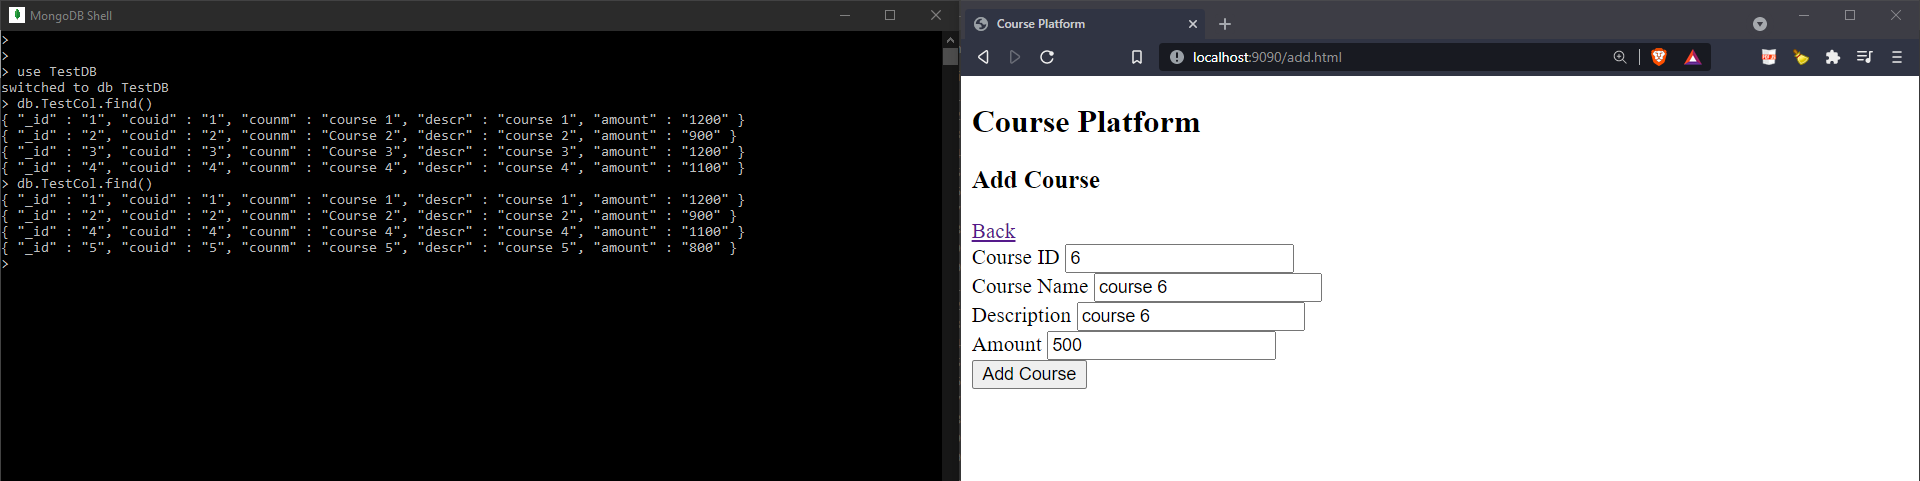 MongoDB Shell
>
>
> use TestDB
switched to db TestDB
> db.TestCol.find()
{ "_id" : "1", "couid" : "1", "counm" : "course 1", "descr" : "course 1", "amount" : "1200" }
{ "_id" : "2", "couid" : "2", "counm" : "Course 2", "descr" : "course 2", "amount" : "900" }
{ "_id" : "3", "couid" : "3", "counm" : "Course 3", "descr" : "course 3", "amount" : "1200" }
{ "_id" : "4", "couid" : "4", "counm" : "course 4", "descr" : "course 4", "amount" : "1100" }
> db.TestCol.find()
{ "_id" : "1", "couid" : "1", "counm" : "course 1", "descr" : "course 1", "amount" : "1200" }
{ "_id" : "2", "couid" : "2", "counm" : "Course 2", "descr" : "course 2", "amount" : "900" }
{ "_id" : "4", "couid" : "4", "counm" : "course 4", "descr" : "course 4", "amount" : "1100" }
{ "_id" : "5", "couid" : "5", "counm" : "course 5", "descr" : "course 5", "amount" : "800" }
>
Course Platform
localhost:9090/add.html
Course Platform
Add Course
Back
Course ID 6
Course Name course 6
Description course 6
Amount 500
Add Course